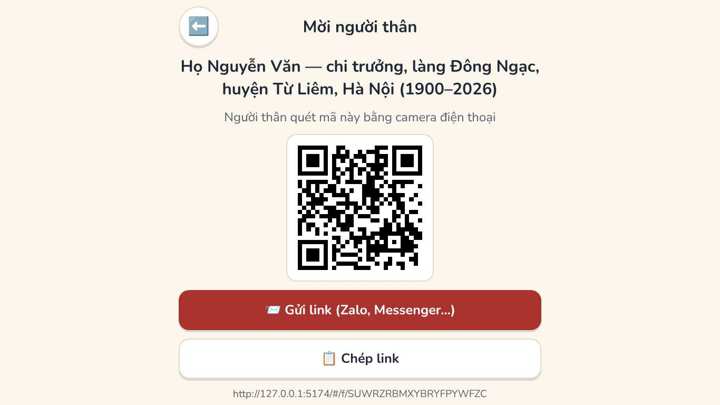 Mời người thân
Họ Nguyễn Văn — chi trưởng, làng Đông Ngạc,
huyện Từ Liêm, Hà Nội (1900–2026)
Người thân quét mã này bằng camera điện thoại
Gửi link (Zalo, Messenger...)
Chép link
http://127.0.0.1:5174/#/f/SUWRZRBMXYBRYFPYWFZC